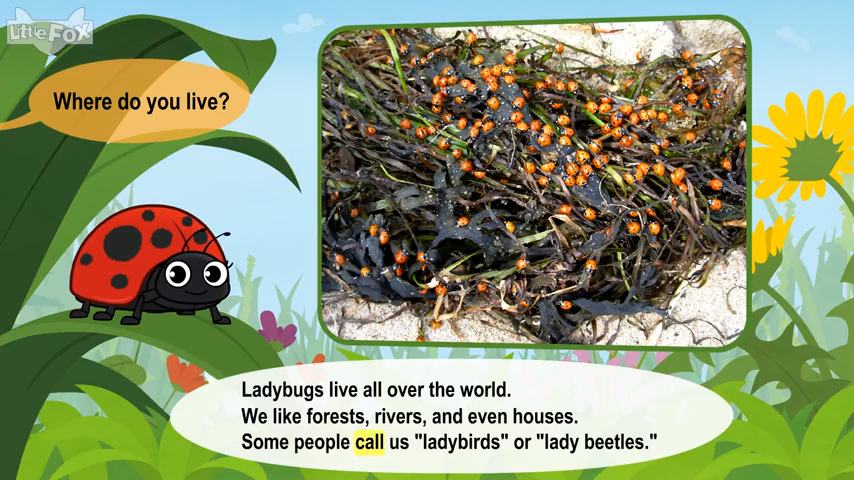 Little Fox
Where do you live?
Ladybugs live all over the world.
We like forests, rivers, and even houses.
Some people call us "ladybirds" or "lady beetles."